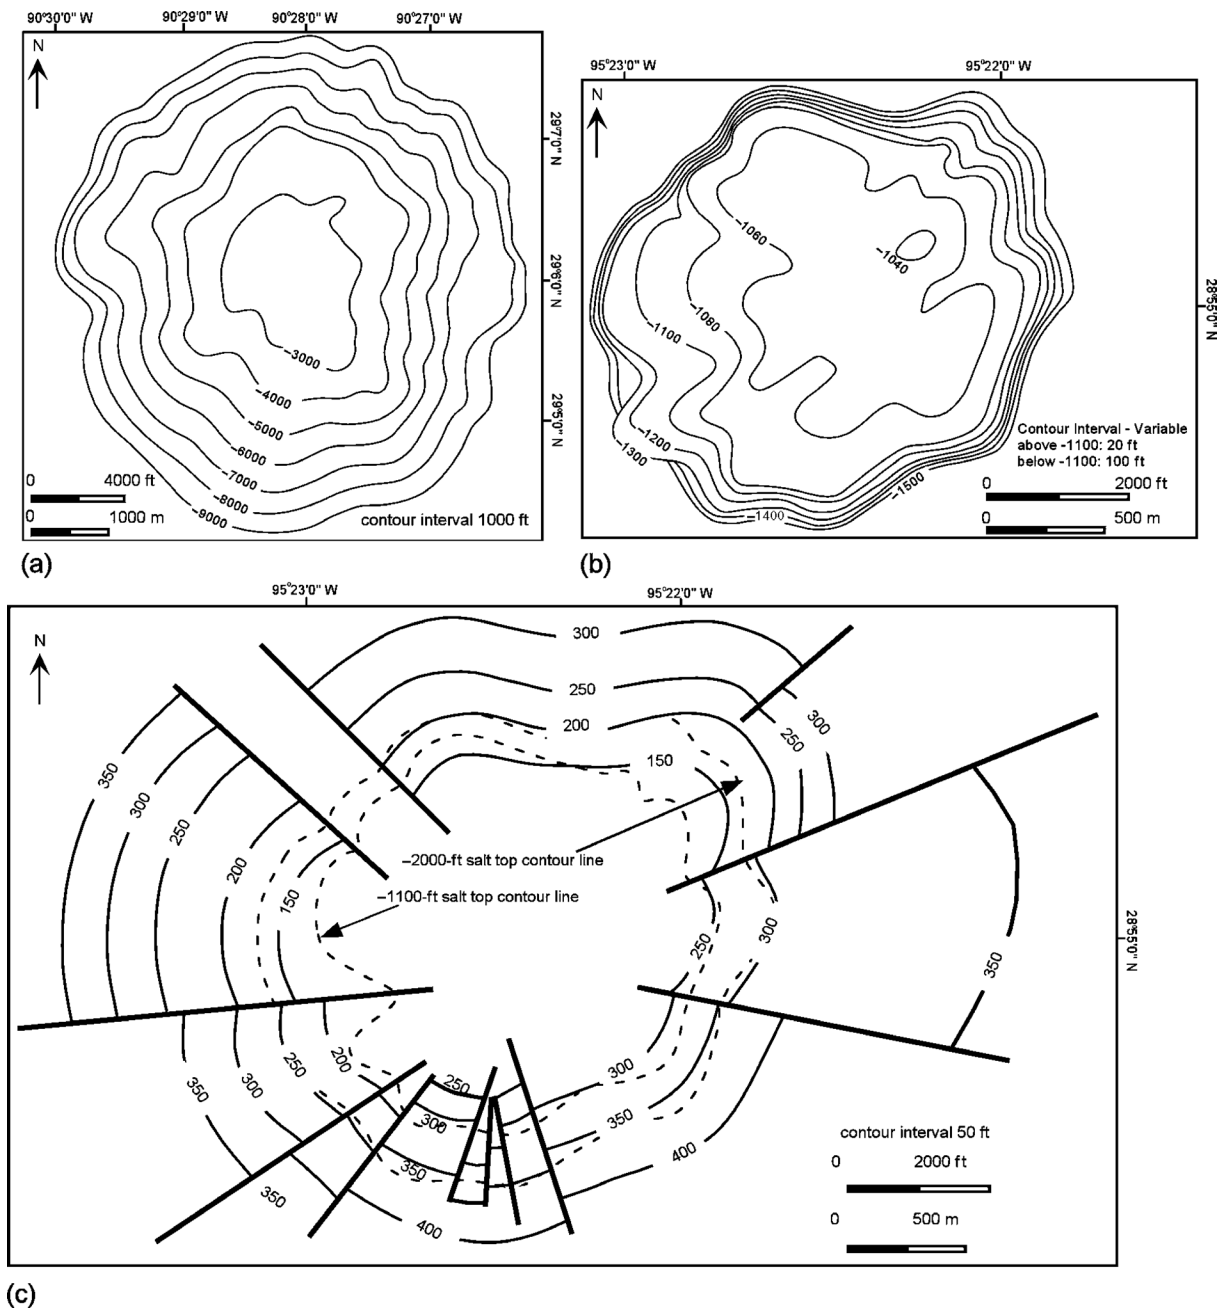 90°30'0" W 90°29'0" W 90°28'0" W 90°27'0" W
N
29°7'0" N
29°6'0" N
29°5'0" N
–3000
–4000
–5000
–6000
–7000
–8000
–9000
0 4000 ft
0 1000 m
contour interval 1000 ft
(a)
95°23'0" W 95°22'0" W
N
–1060
–1040
–1080
–1100
28°55'0" N
–1200
–1300
–1400
–1500
Contour Interval - Variable
above -1100: 20 ft
below -1100: 100 ft
0 2000 ft
0 500 m
(b)
95°23'0" W 95°22'0" W
N
300
250
200
150
300
250
350
300
250
200
150
–2000-ft salt top contour line
–1100-ft salt top contour line
250
300
350
28°55'0" N
350
300
250
200
250
300
350
400
350
300
350
400
contour interval 50 ft
0 2000 ft
0 500 m
(c)